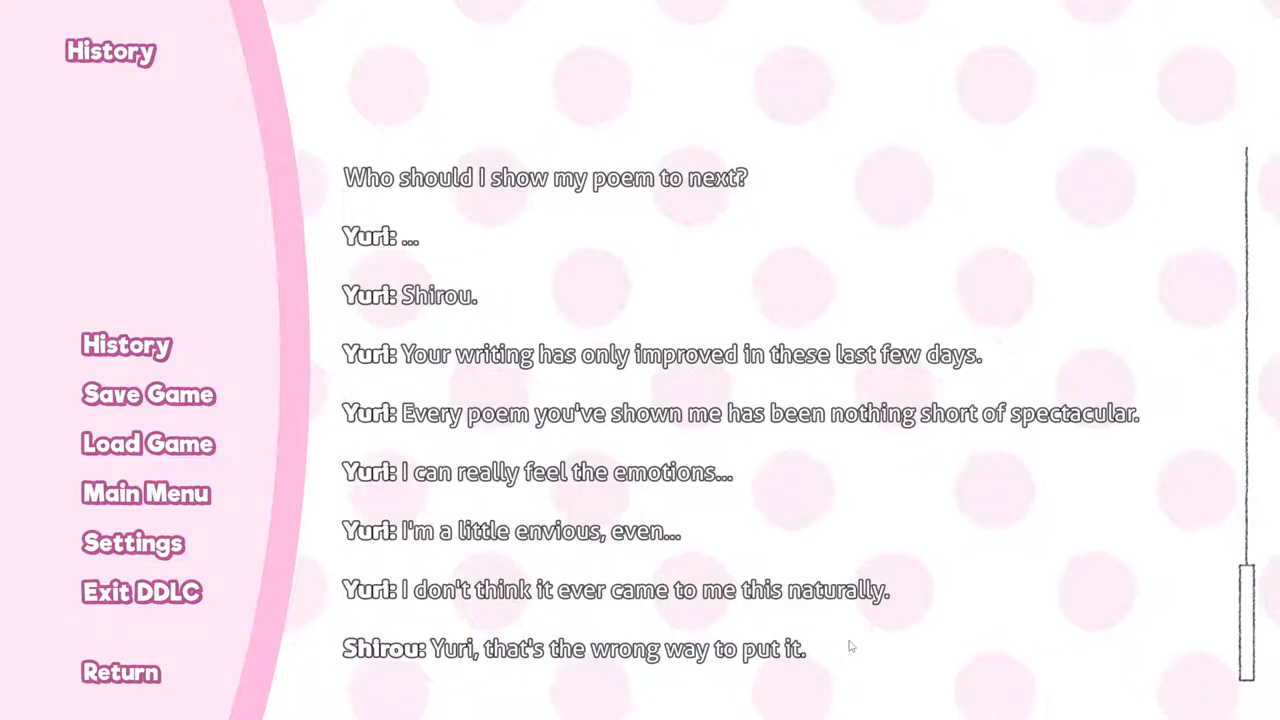 History
Who should I show my poem to next?
Yuri: ...
Yuri: Shirou.
Yuri: Your writing has only improved in these last few days.
Yuri: Every poem you've shown me has been nothing short of spectacular.
Yuri: I can really feel the emotions...
Yuri: I'm a little envious, even...
Yuri: I don't think it ever came to me this naturally.
Shirou: Yuri, that's the wrong way to put it.
History
Save Game
Load Game
Main Menu
Settings
Exit DDLC
Return